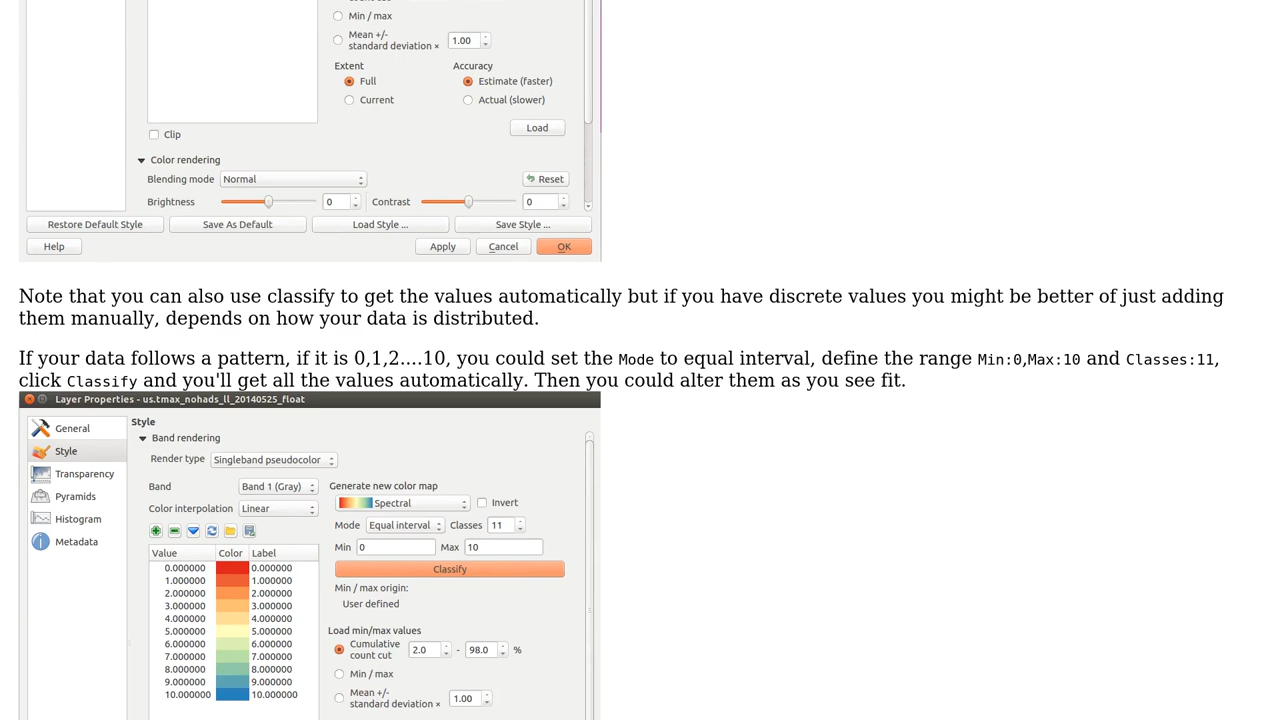 Min / max
Mean +/-
standard deviation × 1.00
Extent Accuracy
Full Estimate (faster)
Current Actual (slower)
Load
Clip
Color rendering
Blending mode Normal Reset
Brightness 0 Contrast 0
Restore Default Style Save As Default Load Style ... Save Style ...
Help Apply Cancel OK
Note that you can also use classify to get the values automatically but if you have discrete values you might be better of just adding
them manually, depends on how your data is distributed.
If your data follows a pattern, if it is 0,1,2....10, you could set the Mode to equal interval, define the range Min:0,Max:10 and Classes:11,
click Classify and you'll get all the values automatically. Then you could alter them as you see fit.
Layer Properties - us.tmax_nohads_ll_20140525_float
General
Style
Transparency
Pyramids
Histogram
Metadata
Style
Band rendering
Render type Singleband pseudocolor
Band Band 1 (Gray)
Color interpolation Linear
Value Color Label
0.000000 0.000000
1.000000 1.000000
2.000000 2.000000
3.000000 3.000000
4.000000 4.000000
5.000000 5.000000
6.000000 6.000000
7.000000 7.000000
8.000000 8.000000
9.000000 9.000000
10.000000 10.000000
Generate new color map
Spectral Invert
Mode Equal interval Classes 11
Min 0 Max 10
Classify
Min / max origin:
User defined
Load min/max values
Cumulative
count cut 2.0 - 98.0 %
Min / max
Mean +/-
standard deviation × 1.00